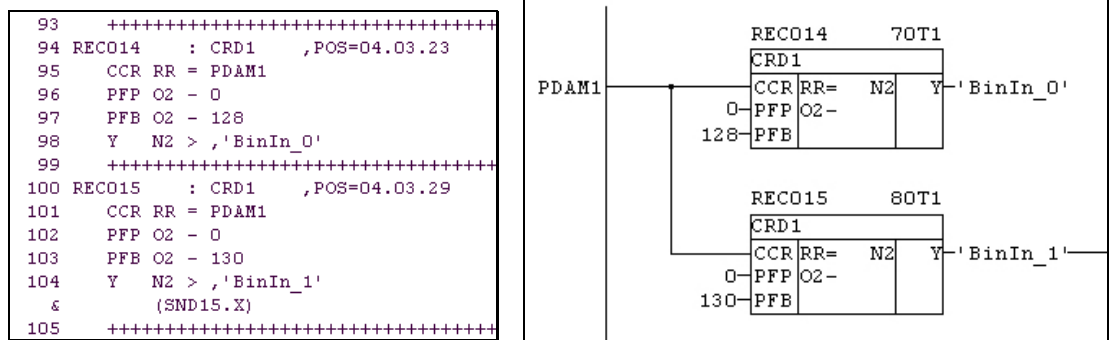 93 ++++++++++++++++++++++++++++++++++
94 REC014 : CRD1 ,POS=04.03.23
95 CCR RR = PDAM1
96 PFP O2 - 0
97 PFB O2 - 128
98 Y N2 > ,'BinIn_0'
99 ++++++++++++++++++++++++++++++++++
100 REC015 : CRD1 ,POS=04.03.29
101 CCR RR = PDAM1
102 PFP O2 - 0
103 PFB O2 - 130
104 Y N2 > ,'BinIn_1'
& (SND15.X)
105 ++++++++++++++++++++++++++++++++++
REC014 70T1
CRD1
PDAM1 CCR RR= N2 Y 'BinIn_0'
0 PFP O2-
128 PFB
REC015 80T1
CRD1
CCR RR= N2 Y 'BinIn_1'
0 PFP O2-
130 PFB